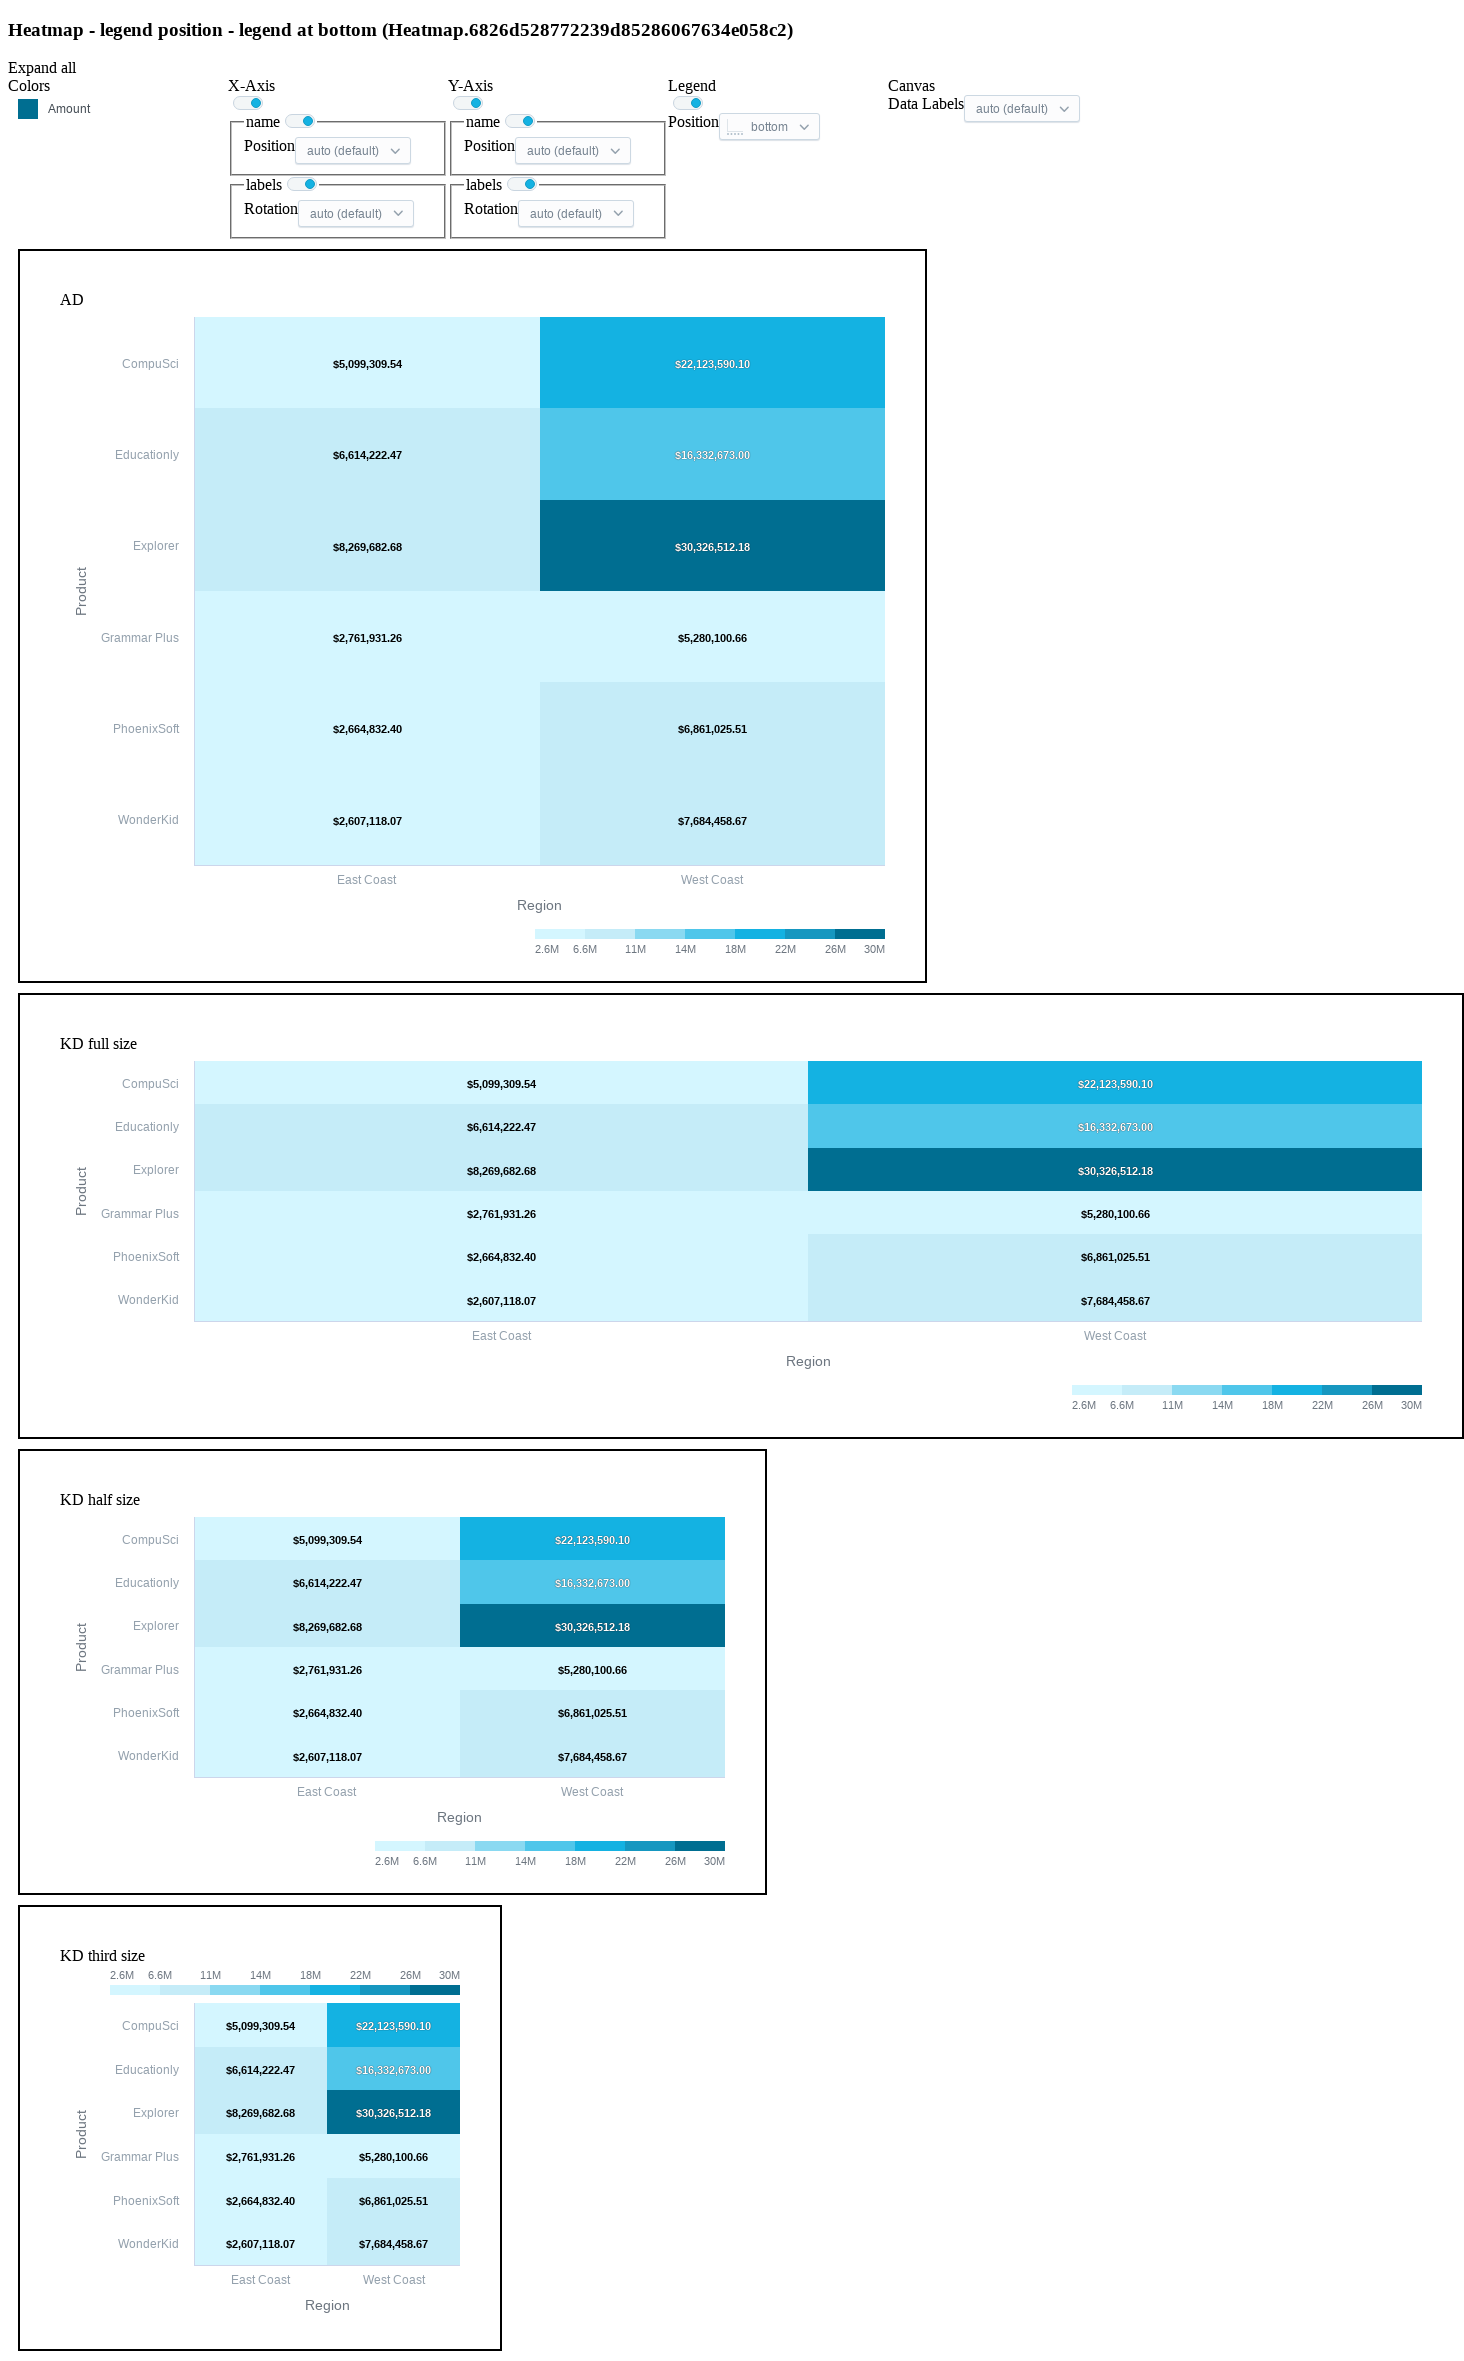 Heatmap - legend position - legend at bottom (Heatmap.6826d528772239d85286067634e058c2)
Expand all
Colors
Amount
X-Axis
name
Position auto (default)
labels
Rotation auto (default)
Y-Axis
name
Position auto (default)
labels
Rotation auto (default)
Legend
Position bottom
Canvas
Data Labels auto (default)
AD
Product
CompuSci $5,099,309.54 $22,123,590.10
Educationly $6,614,222.47 $16,332,673.00
Explorer $8,269,682.68 $30,326,512.18
Grammar Plus $2,761,931.26 $5,280,100.66
PhoenixSoft $2,664,832.40 $6,861,025.51
WonderKid $2,607,118.07 $7,684,458.67
East Coast West Coast
Region
2.6M 6.6M 11M 14M 18M 22M 26M 30M
KD full size
Product
CompuSci $5,099,309.54 $22,123,590.10
Educationly $6,614,222.47 $16,332,673.00
Explorer $8,269,682.68 $30,326,512.18
Grammar Plus $2,761,931.26 $5,280,100.66
PhoenixSoft $2,664,832.40 $6,861,025.51
WonderKid $2,607,118.07 $7,684,458.67
East Coast West Coast
Region
2.6M 6.6M 11M 14M 18M 22M 26M 30M
KD half size
Product
CompuSci $5,099,309.54 $22,123,590.10
Educationly $6,614,222.47 $16,332,673.00
Explorer $8,269,682.68 $30,326,512.18
Grammar Plus $2,761,931.26 $5,280,100.66
PhoenixSoft $2,664,832.40 $6,861,025.51
WonderKid $2,607,118.07 $7,684,458.67
East Coast West Coast
Region
2.6M 6.6M 11M 14M 18M 22M 26M 30M
KD third size
2.6M 6.6M 11M 14M 18M 22M 26M 30M
Product
CompuSci $5,099,309.54 $22,123,590.10
Educationly $6,614,222.47 $16,332,673.00
Explorer $8,269,682.68 $30,326,512.18
Grammar Plus $2,761,931.26 $5,280,100.66
PhoenixSoft $2,664,832.40 $6,861,025.51
WonderKid $2,607,118.07 $7,684,458.67
East Coast West Coast
Region